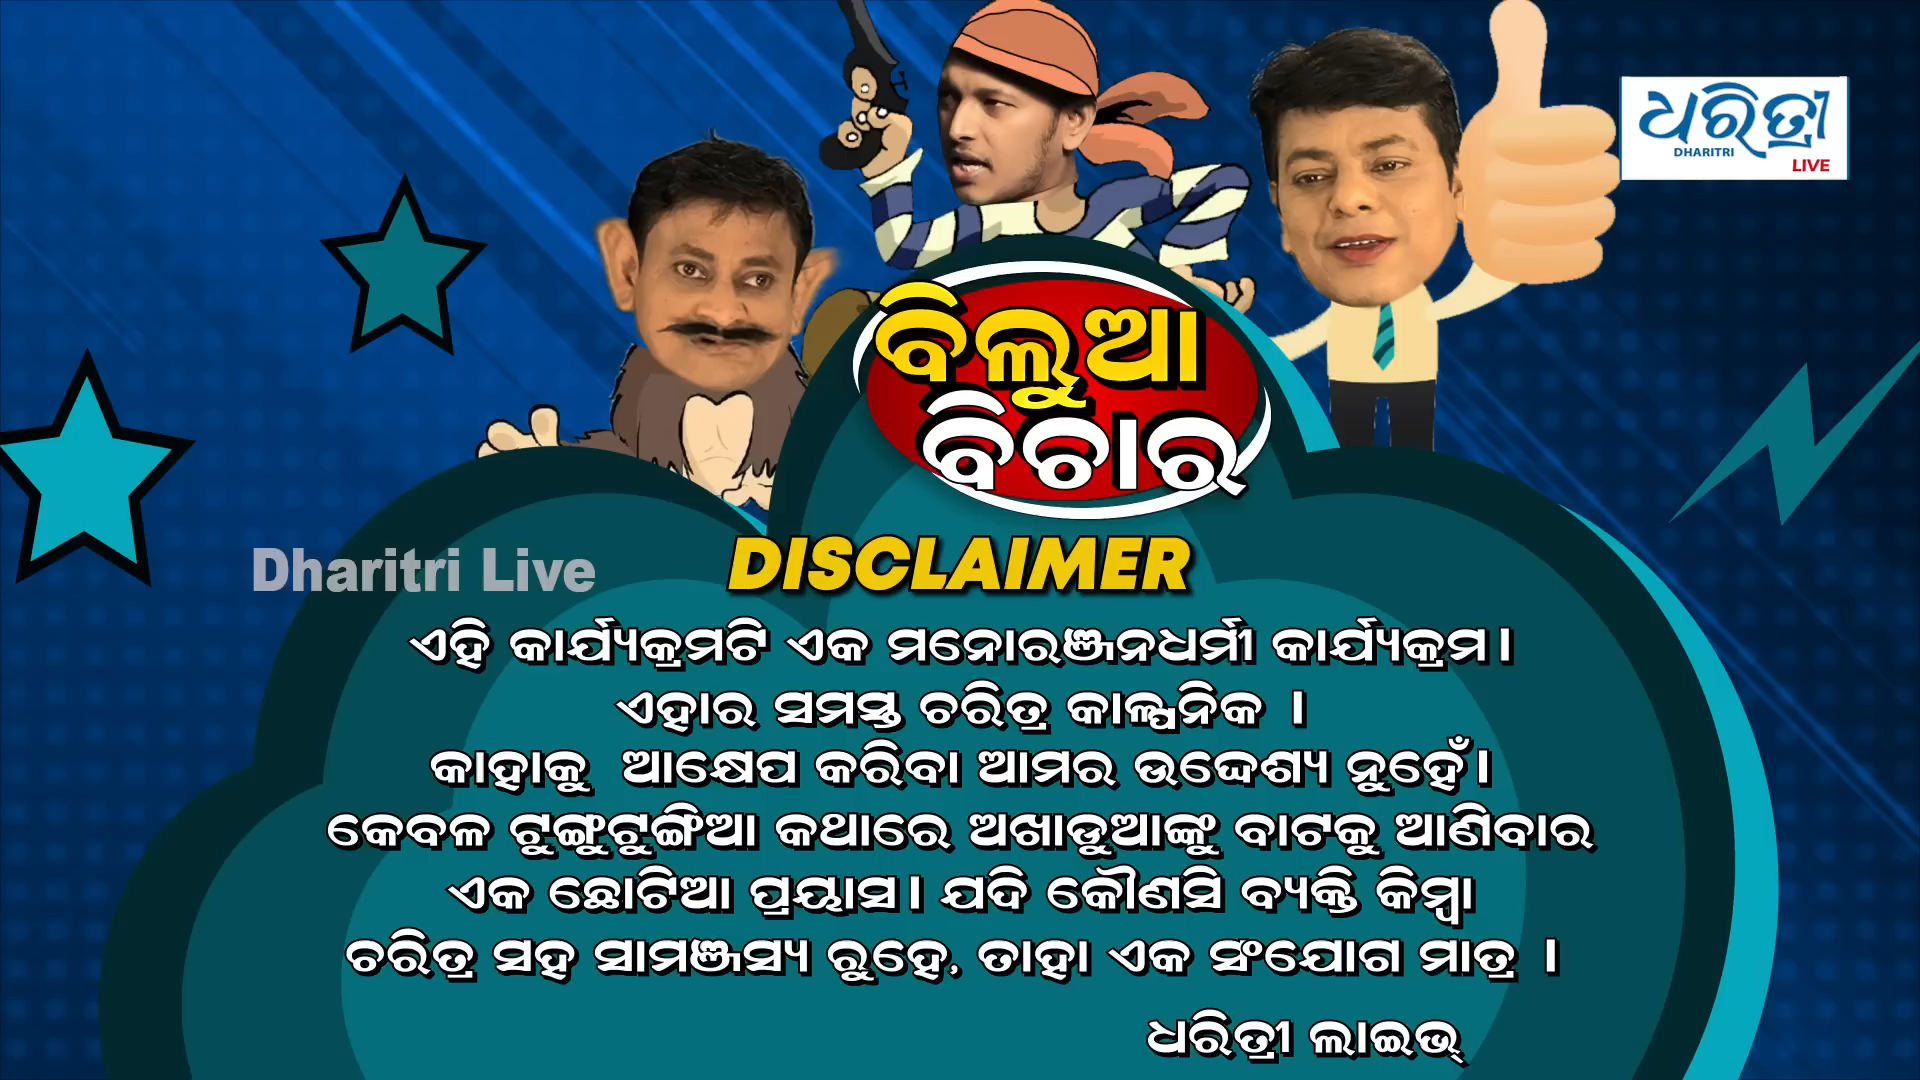 ଧରିତ୍ରୀ
DHARITRI
LIVE
ବିଲୁଆ
ବିଚାର
Dharitri Live
DISCLAIMER
ଏହି କାର୍ଯ୍ୟକ୍ରମଟି ଏକ ମନୋରଞ୍ଜନଧର୍ମୀ କାର୍ଯ୍ୟକ୍ରମ।
ଏହାର ସମସ୍ତ ଚରିତ୍ର କାଳ୍ପନିକ ।
କାହାକୁ ଆକ୍ଷେପ କରିବା ଆମର ଉଦ୍ଦେଶ୍ୟ ନୁହେଁ।
କେବଳ ଟୁଙ୍ଗୁଟୁଙ୍ଗିଆ କଥାରେ ଅଖାଡୁଆଙ୍କୁ ବାଟକୁ ଆଣିବାର
ଏକ ଛୋଟିଆ ପ୍ରୟାସ। ଯଦି କୌଣସି ବ୍ୟକ୍ତି କିମ୍ବା
ଚରିତ୍ର ସହ ସାମଞ୍ଜସ୍ୟ ରୁହେ, ତାହା ଏକ ସଂଯୋଗ ମାତ୍ର ।
ଧରିତ୍ରୀ ଲାଇଭ୍